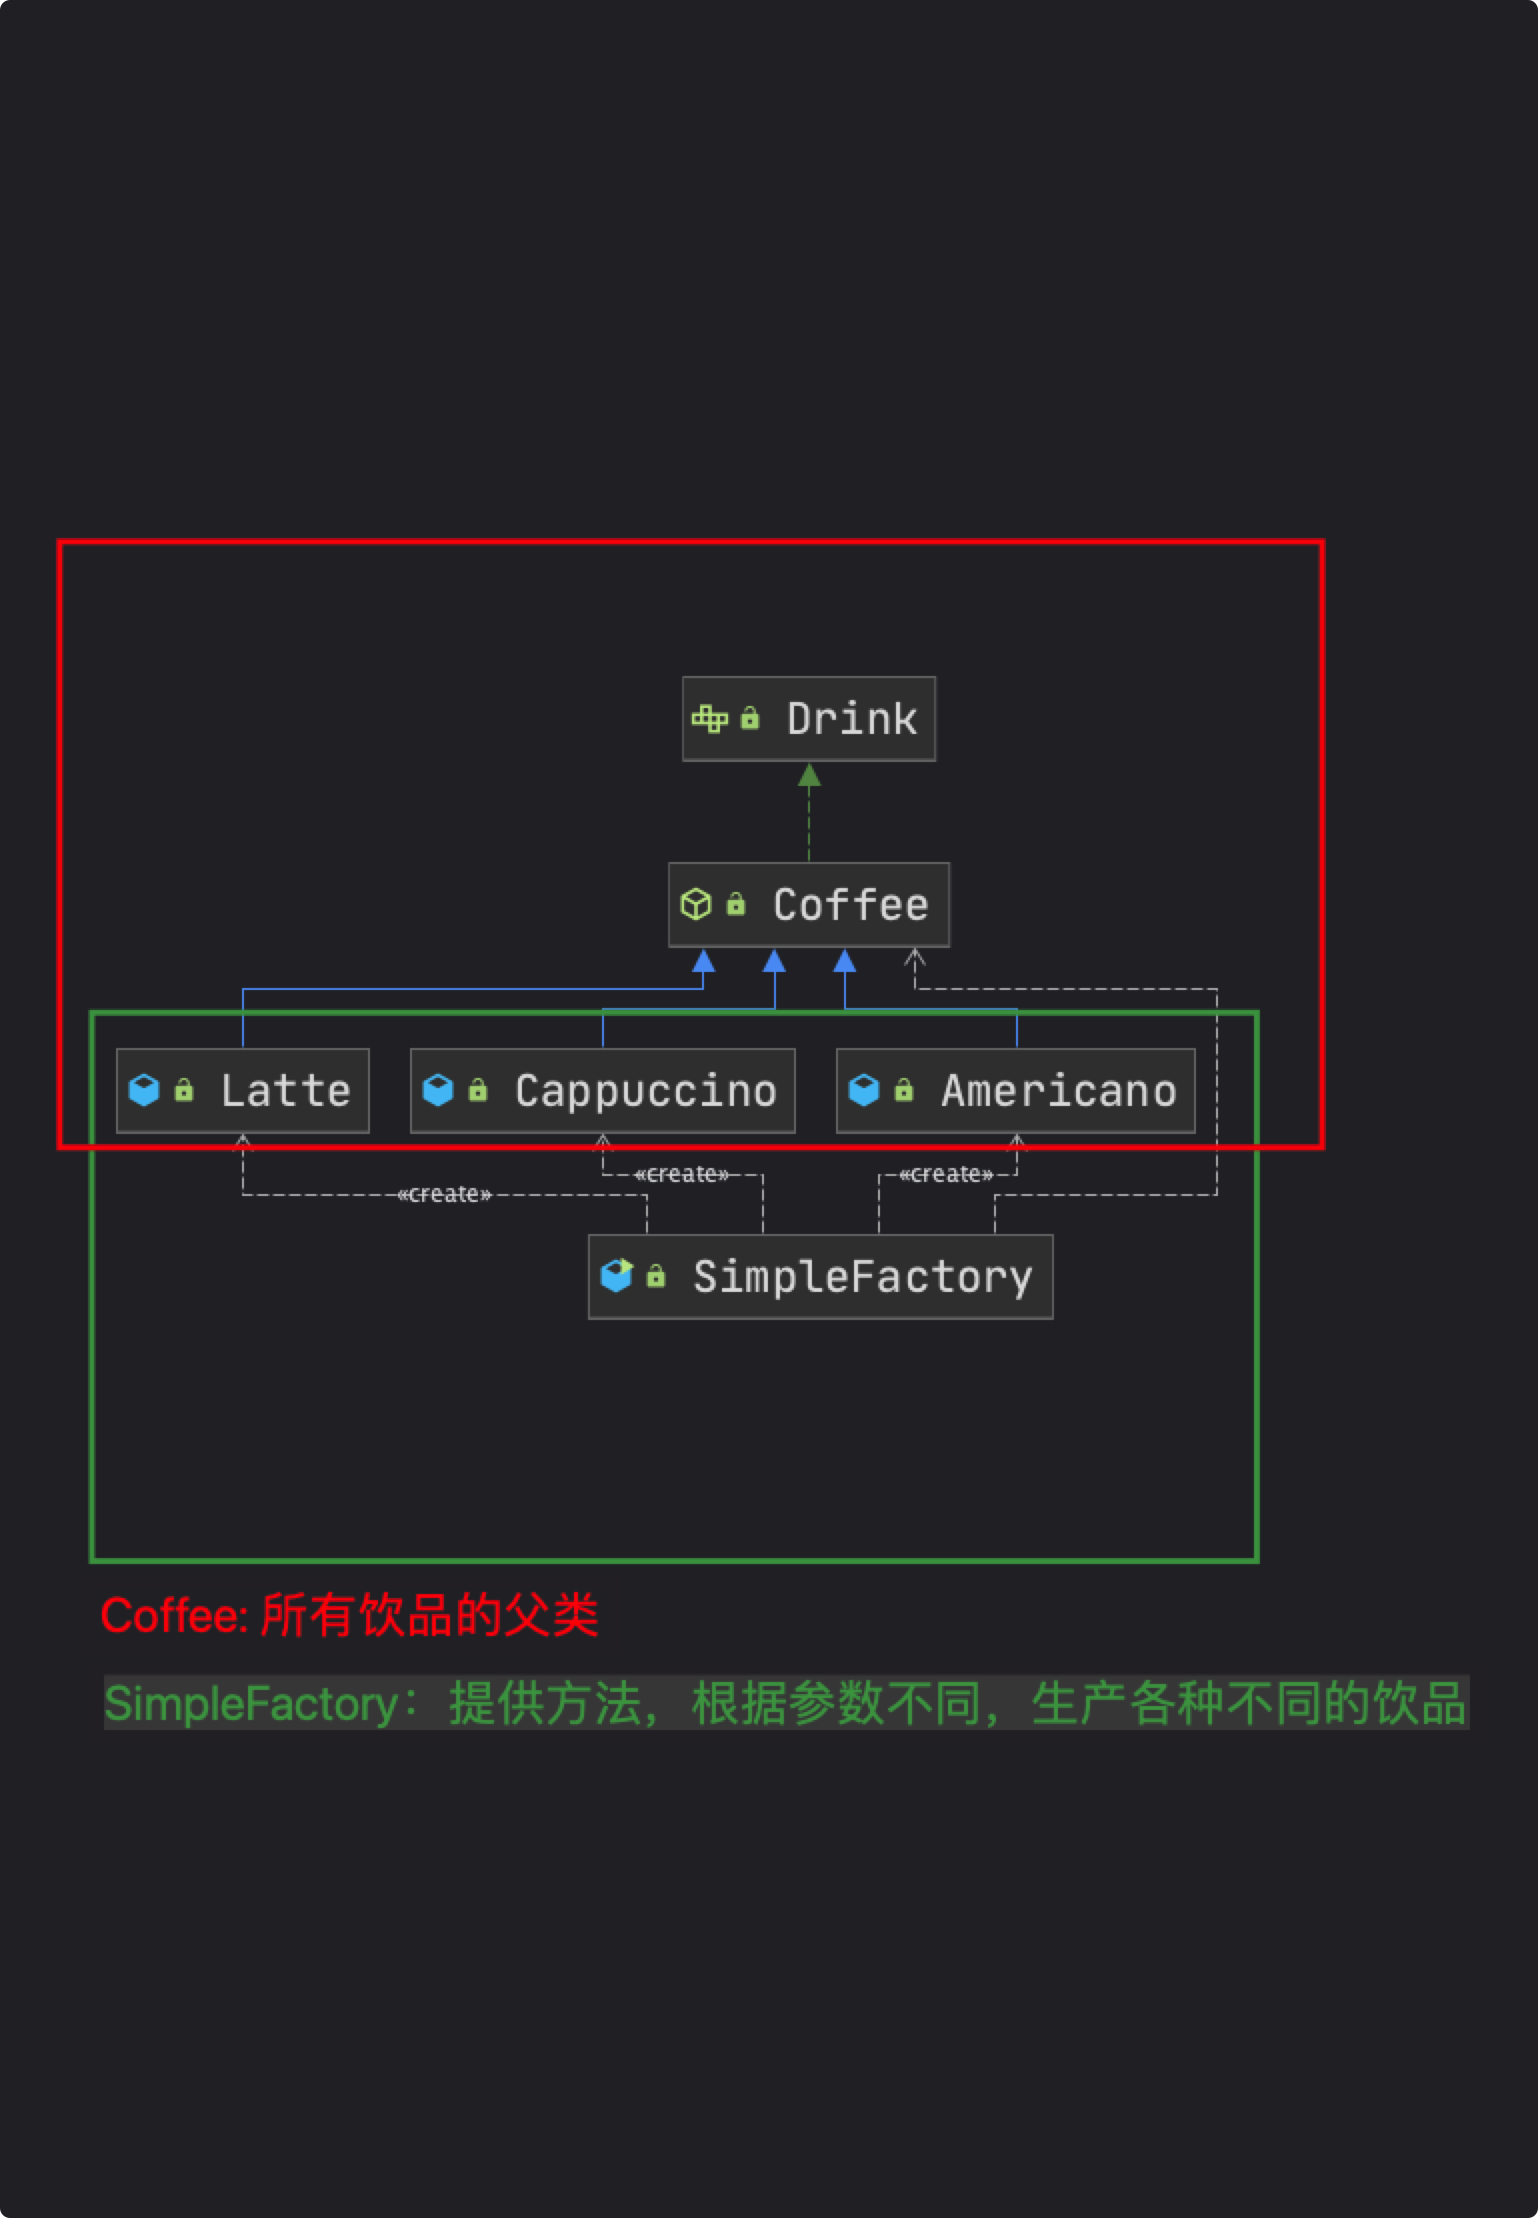 Drink
Coffee
Latte
Cappuccino
Americano
«create»
«create»
«create»
SimpleFactory
Coffee: 所有饮品的父类
SimpleFactory：提供方法，根据参数不同，生产各种不同的饮品